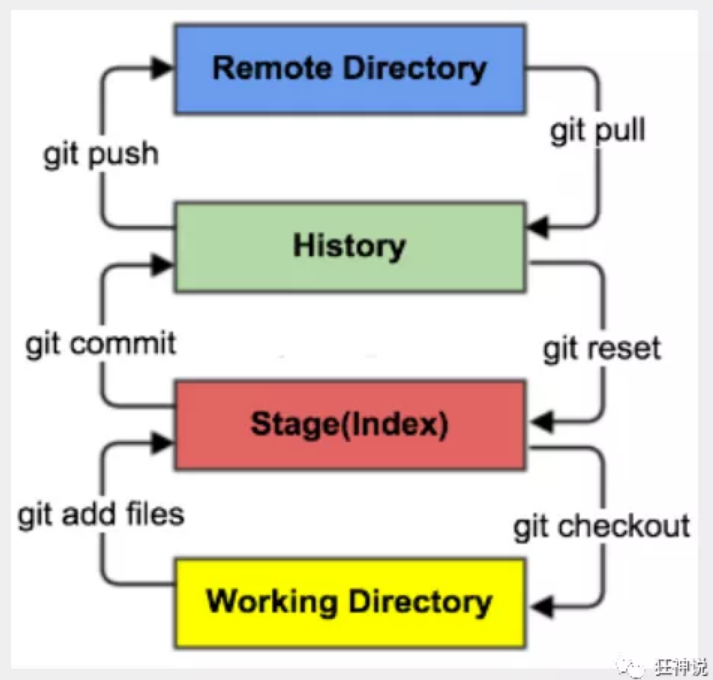 Remote Directory
git push
git pull
History
git commit
git reset
Stage(Index)
git add files
git checkout
Working Directory
狂神说